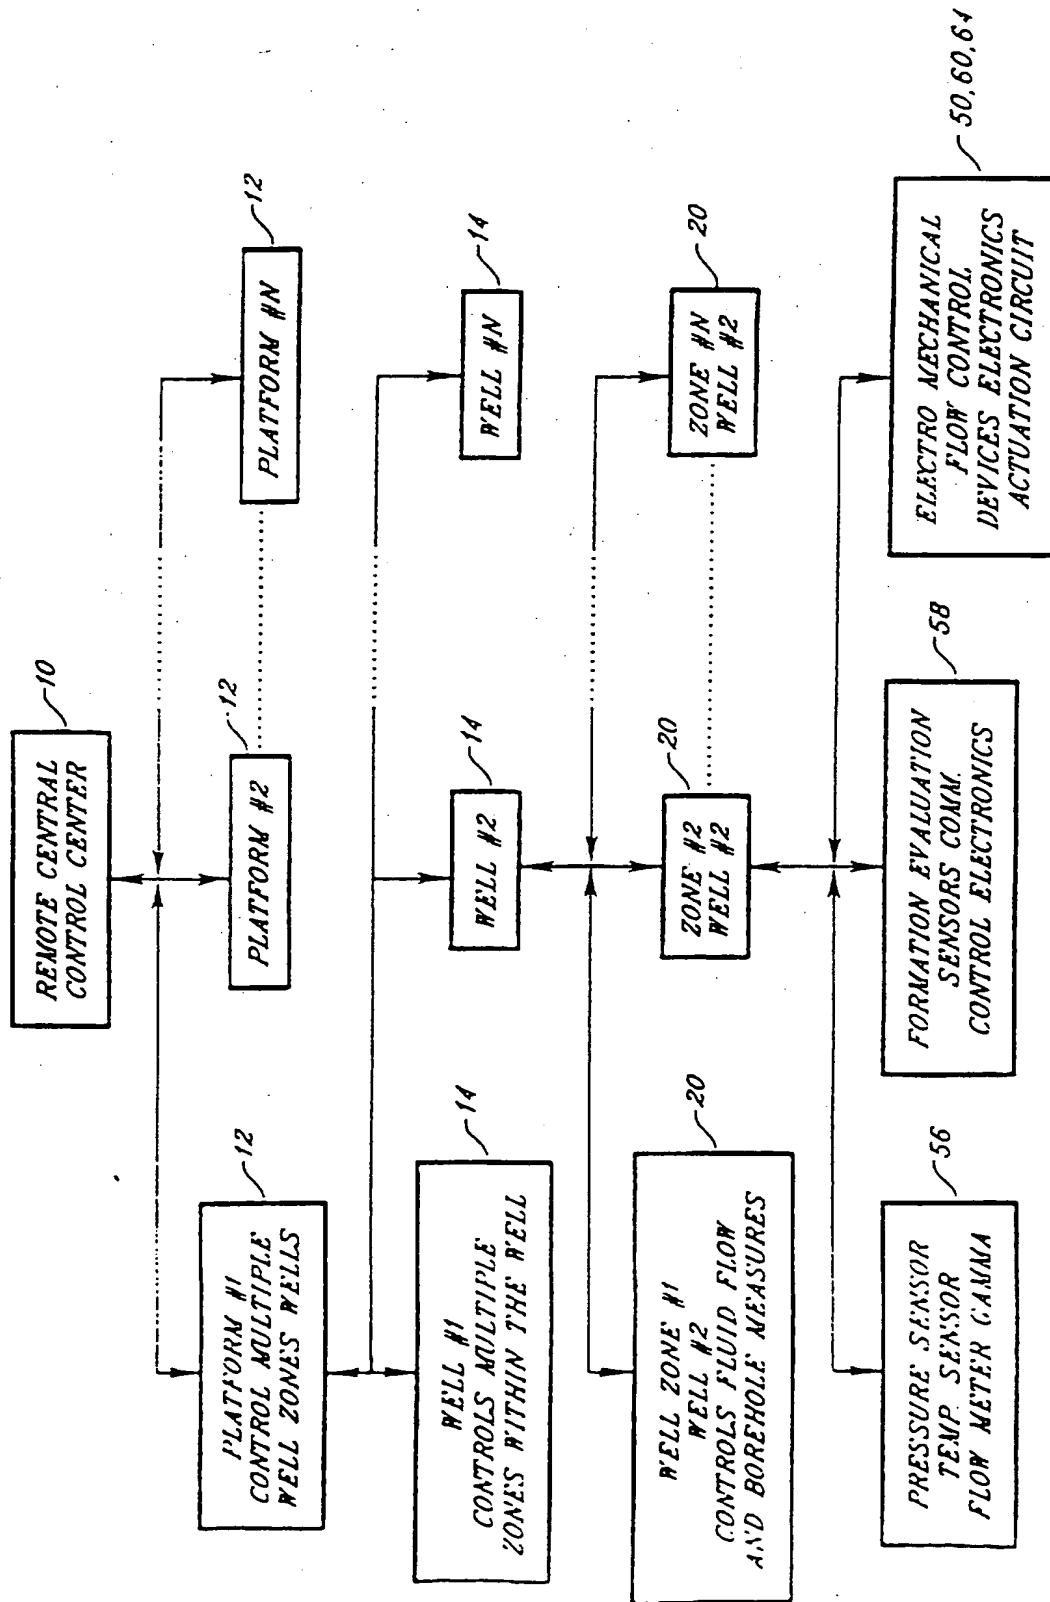 REMOTE CENTRAL
CONTROL CENTER
10
PLATFORM #1
CONTROL MULTIPLE
WELL ZONES WELLS
12
PLATFORM #2
12
PLATFORM #N
12
WELL #1
CONTROLS MULTIPLE
ZONES WITHIN THE WELL
14
WELL #2
14
WELL #N
14
WELL ZONE #1
WELL #2
CONTROLS FLUID FLOW
AND BOREHOLE MEASURES
20
ZONE #2
WELL #2
20
ZONE #N
WELL #2
20
PRESSURE SENSOR
TEMP. SENSOR
FLOW METER GAMMA
56
FORMATION EVALUATION
SENSORS COMM.
CONTROL ELECTRONICS
58
ELECTRO MECHANICAL
FLOW CONTROL
DEVICES ELECTRONICS
ACTUATION CIRCUIT
50,60,64